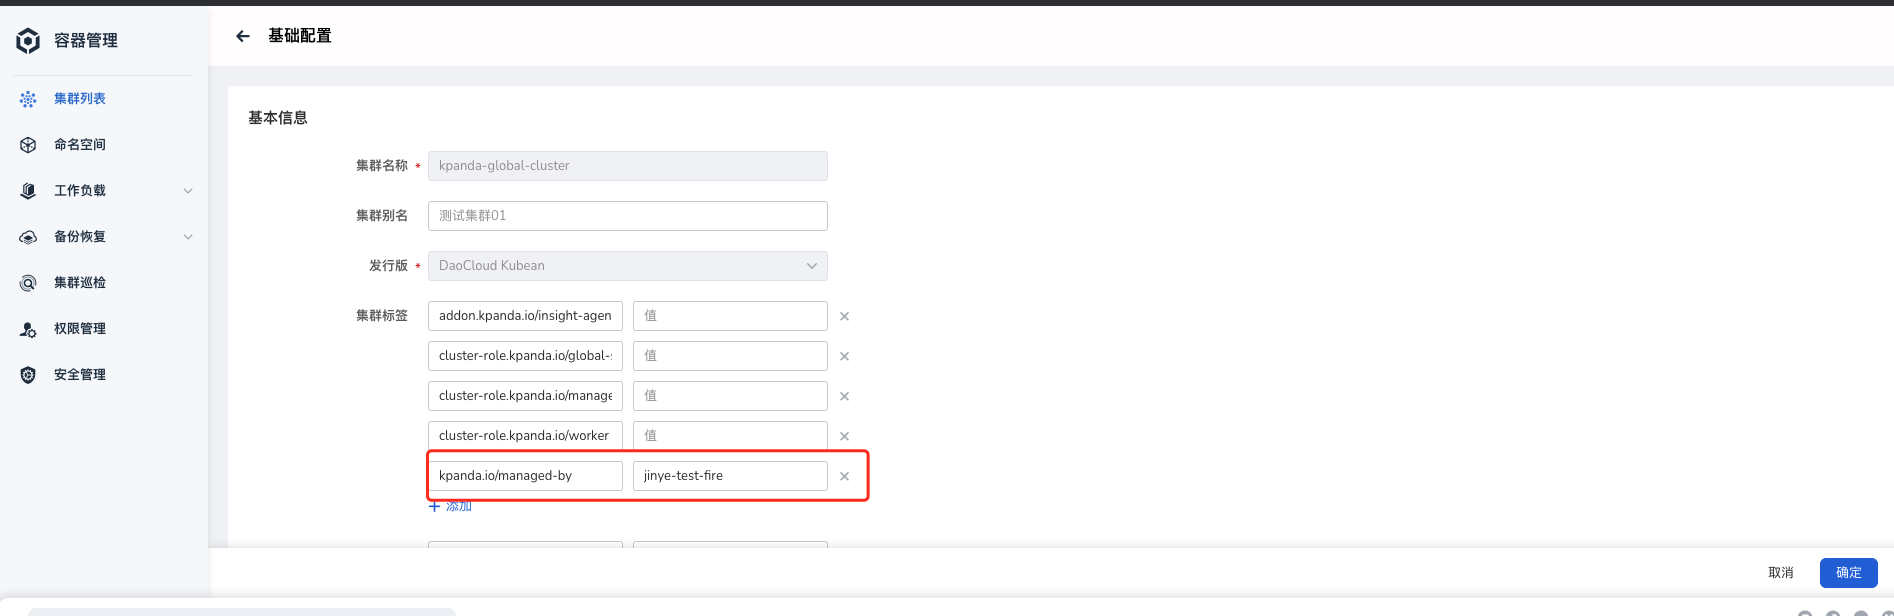 容器管理
集群列表
命名空间
工作负载
备份恢复
集群巡检
权限管理
安全管理
基础配置
基本信息
集群名称 * kpanda-global-cluster
集群别名 测试集群01
发行版 * DaoCloud Kubean
集群标签 addon.kpanda.io/insight-agen 值
cluster-role.kpanda.io/global- 值
cluster-role.kpanda.io/manage 值
cluster-role.kpanda.io/worker 值
kpanda.io/managed-by jinye-test-fire
+ 添加
取消 确定